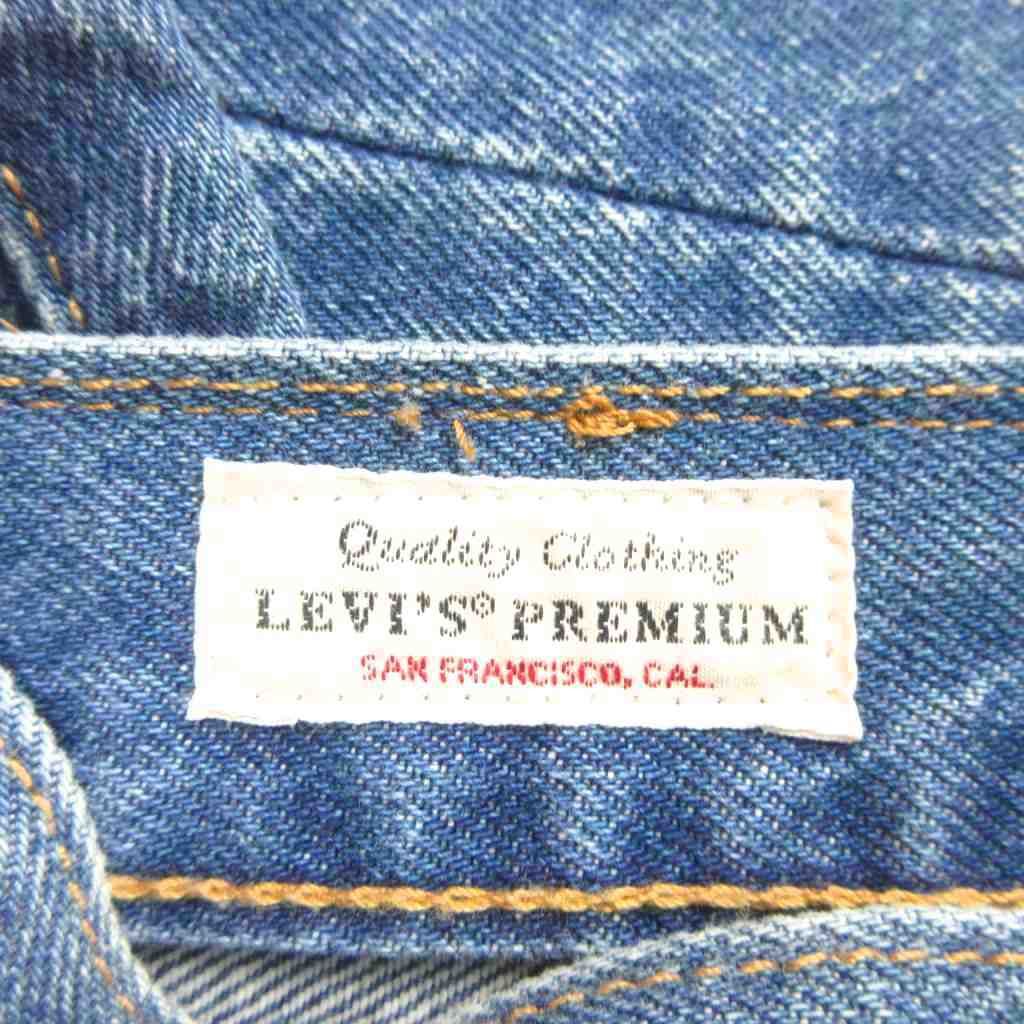 Quality Clothing
LEVI'S® PREMIUM
SAN FRANCISCO, CAL.